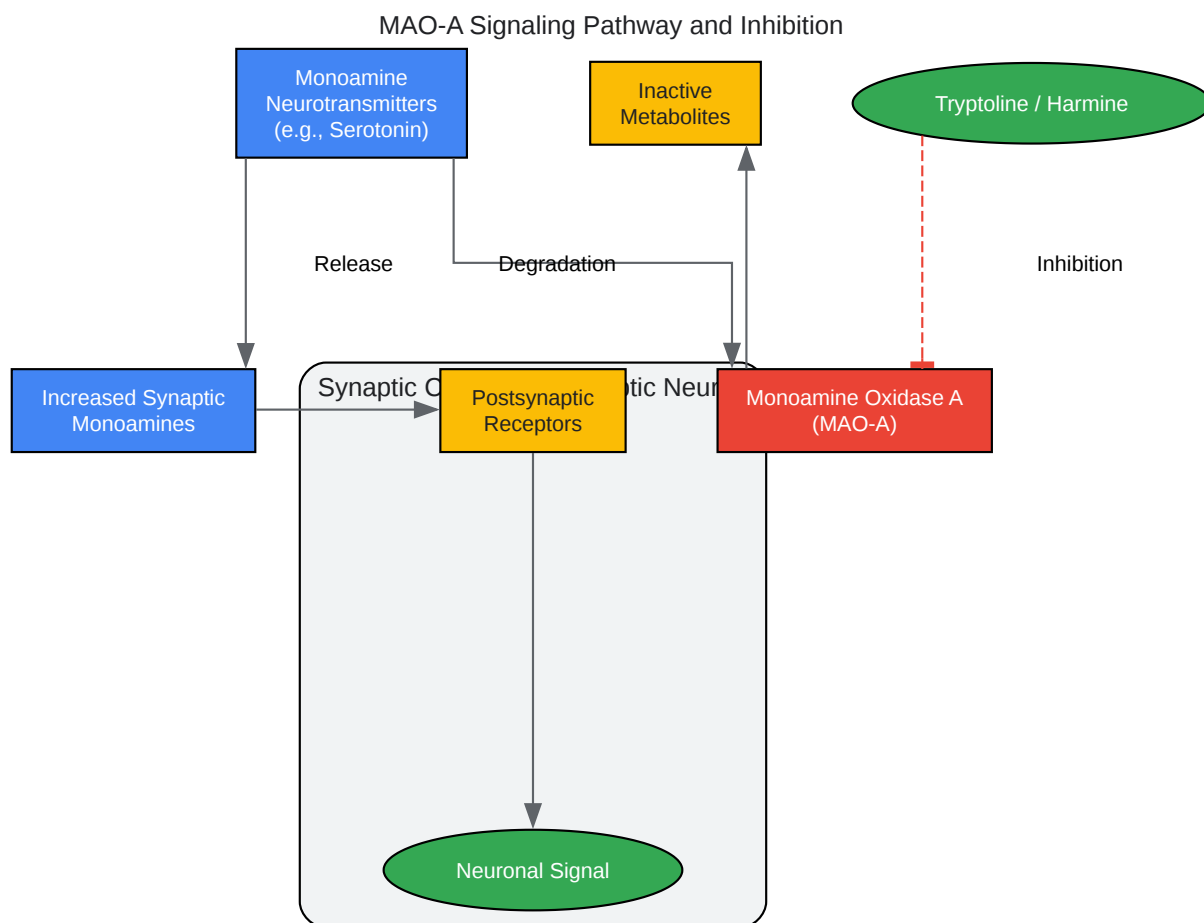 MAO-A Signaling Pathway and Inhibition
Monoamine
Neurotransmitters
(e.g., Serotonin)
Inactive
Metabolites
Tryptoline / Harmine
Release
Degradation
Inhibition
Increased Synaptic
Monoamines
Synaptic
Postsynaptic
Receptors
Monoamine Oxidase A
(MAO-A)
Neuronal Signal